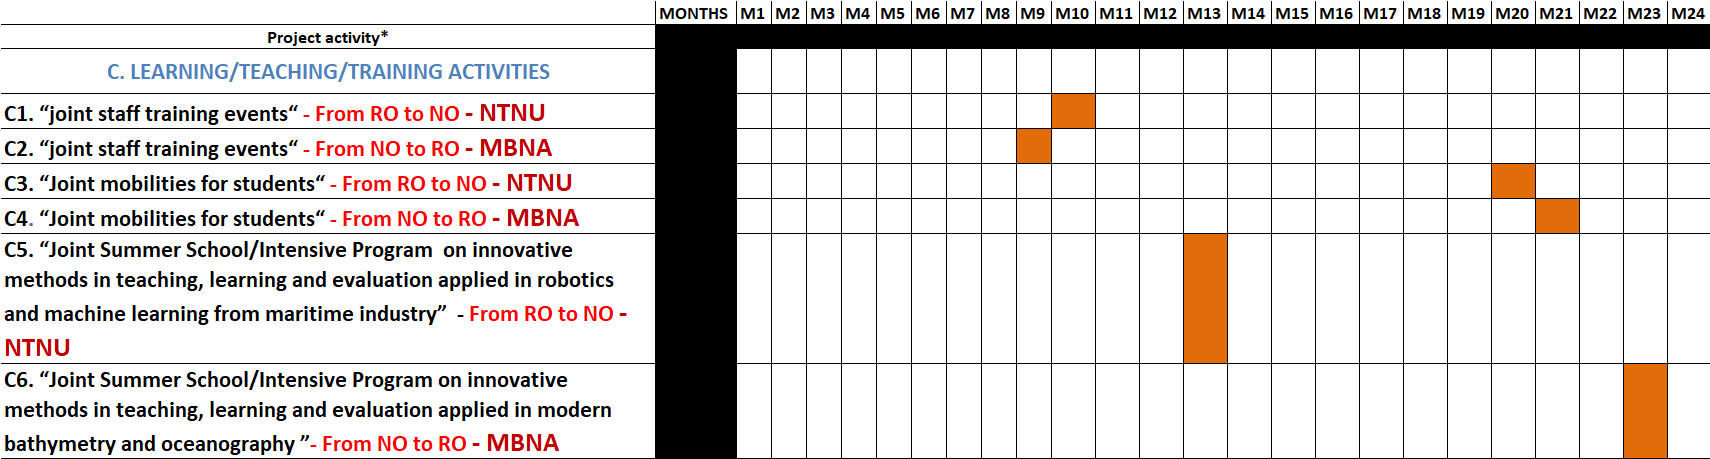 MONTHS M1 M2 M3 M4 M5 M6 M7 M8 M9 M10 M11 M12 M13 M14 M15 M16 M17 M18 M19 M20 M21 M22 M23 M24
Project activity*
C. LEARNING/TEACHING/TRAINING ACTIVITIES
C1. “joint staff training events“ - From RO to NO - NTNU
C2. “joint staff training events“ - From NO to RO - MBNA
C3. “Joint mobilities for students“ - From RO to NO - NTNU
C4. “Joint mobilities for students“ - From NO to RO - MBNA
C5. “Joint Summer School/Intensive Program on innovative
methods in teaching, learning and evaluation applied in robotics
and machine learning from maritime industry” - From RO to NO -
NTNU
C6. “Joint Summer School/Intensive Program on innovative
methods in teaching, learning and evaluation applied in modern
bathymetry and oceanography ”- From NO to RO - MBNA